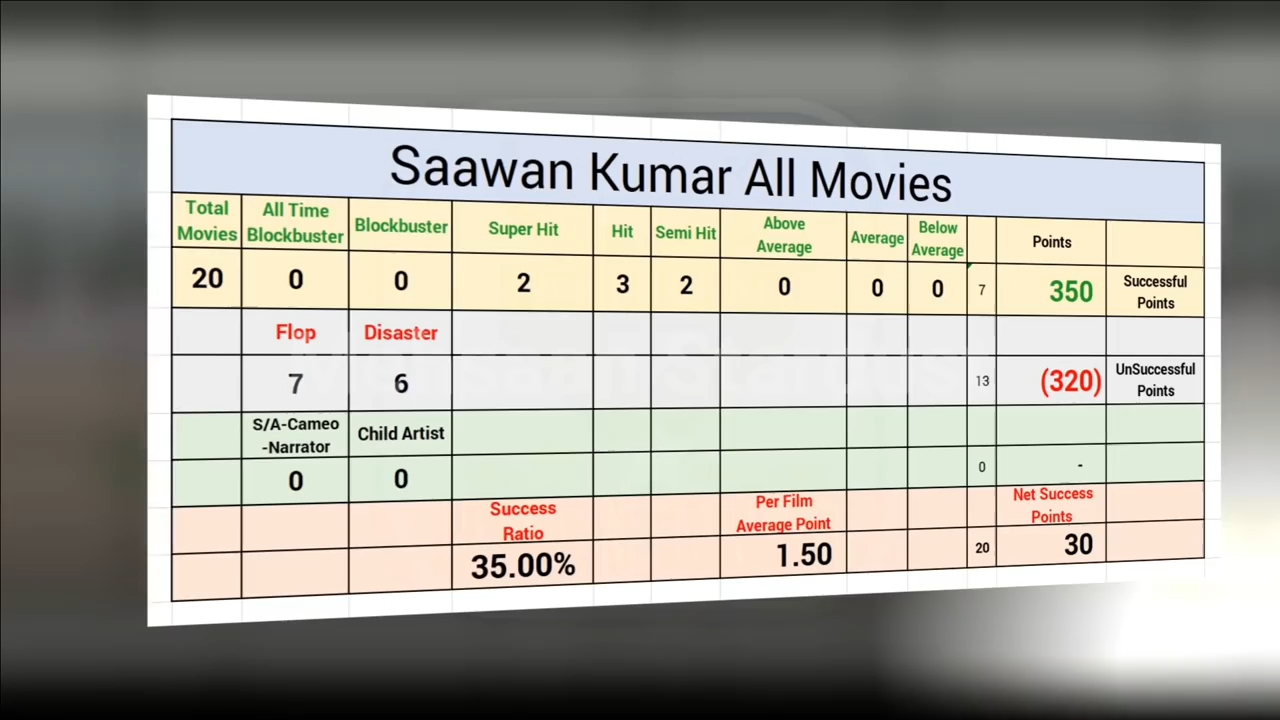 Saawan Kumar All Movies
Total Movies
All Time Blockbuster
Blockbuster
Super Hit
Hit
Semi Hit
Above Average
Average
Below Average
Points
20
0
0
2
3
2
0
0
0
7
350
Successful Points
Flop
Disaster
7
6
13
(320)
UnSuccessful Points
S/A-Cameo -Narrator
Child Artist
0
0
0
-
Success Ratio
Per Film Average Point
Net Success Points
35.00%
1.50
20
30